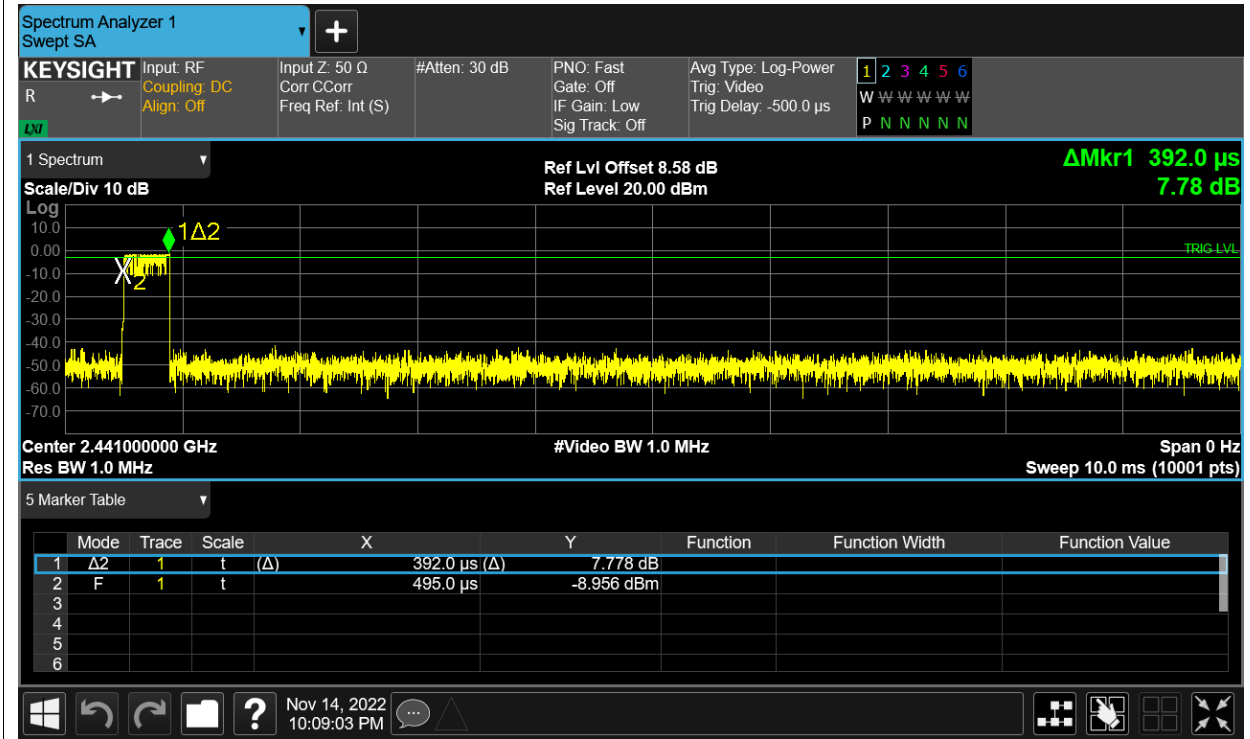 Spectrum Analyzer 1
Swept SA
KEYSIGHT
R
LXI
Input: RF
Coupling: DC
Align: Off
Input Z: 50 Ω
Corr CCorr
Freq Ref: Int (S)
#Atten: 30 dB
PNO: Fast
Gate: Off
IF Gain: Low
Sig Track: Off
Avg Type: Log-Power
Trig: Video
Trig Delay: -500.0 µs
1 2 3 4 5 6
W W W W W W
P N N N N N
1 Spectrum
Scale/Div 10 dB
Ref Lvl Offset 8.58 dB
Ref Level 20.00 dBm
ΔMkr1 392.0 µs
7.78 dB
Log
10.0
0.00
-10.0
-20.0
-30.0
-40.0
-50.0
-60.0
-70.0
1Δ2
X2
TRIG LVL
Center 2.441000000 GHz
#Video BW 1.0 MHz
Span 0 Hz
Res BW 1.0 MHz
Sweep 10.0 ms (10001 pts)
5 Marker Table
Mode Trace Scale X Y Function Function Width Function Value
1 Δ2 1 t (Δ) 392.0 µs (Δ) 7.778 dB
2 F 1 t 495.0 µs -8.956 dBm
3
4
5
6
?
Nov 14, 2022
10:09:03 PM